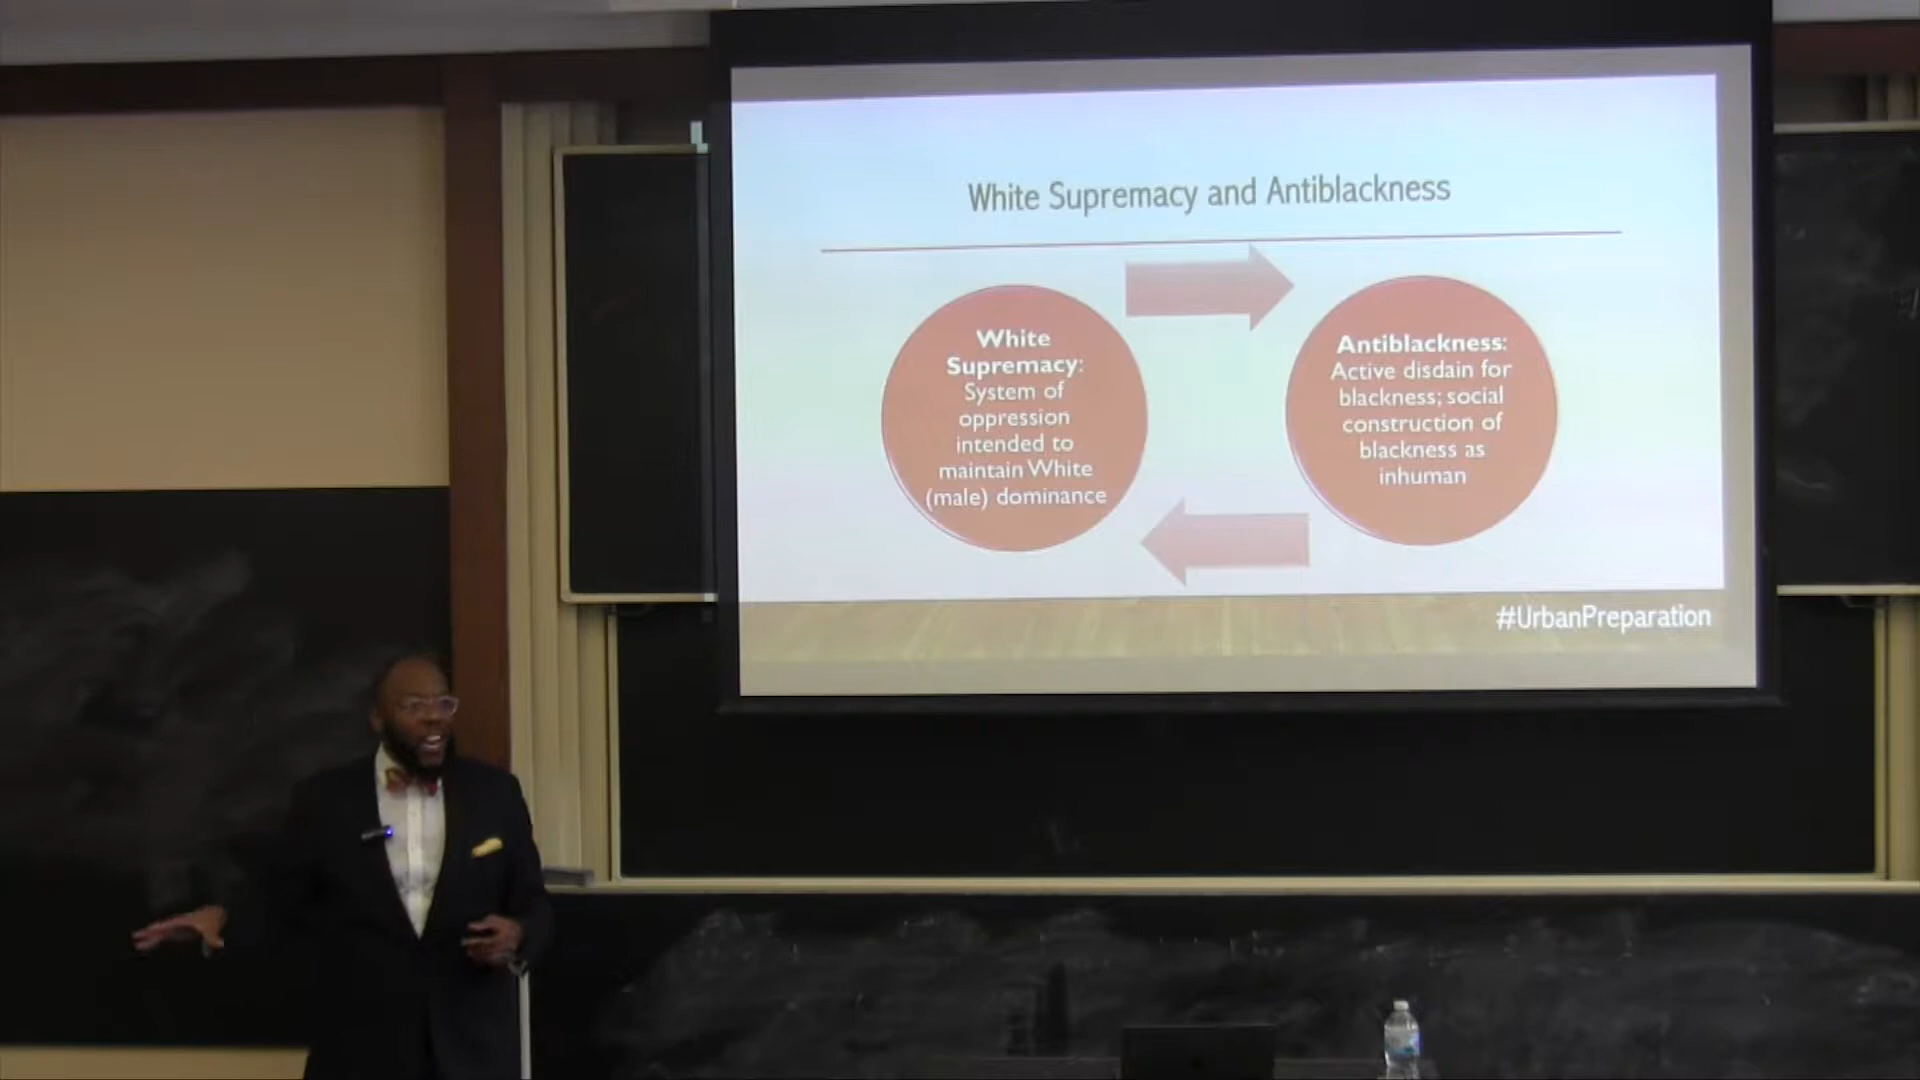 White Supremacy and Antiblackness
White
Supremacy:
System of
oppression
intended to
maintain White
(male) dominance
Antiblackness:
Active disdain for
blackness; social
construction of
blackness as
inhuman
#UrbanPreparation